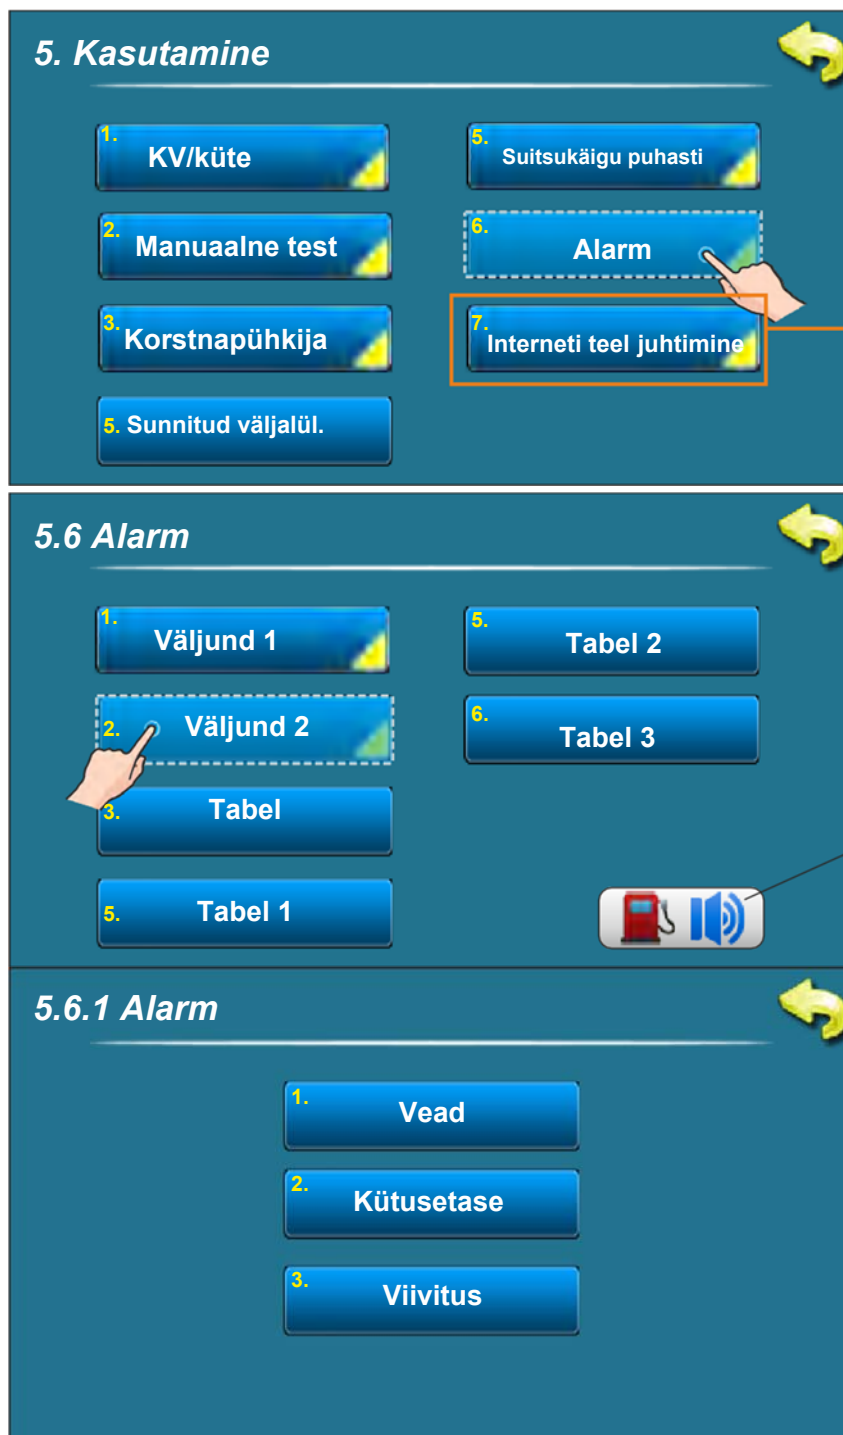 5. Kasutamine
1. KV/küte
2. Manuaalne test
3. Korstnapühkija
5. Sunnitud väljalül.
5. Suitsukäigu puhasti
6. Alarm
7. Interneti teel juhtimine
5.6 Alarm
1. Väljund 1
2. Väljund 2
3. Tabel
5. Tabel 1
5. Tabel 2
6. Tabel 3
5.6.1 Alarm
1. Vead
2. Kütusetase
3. Viivitus